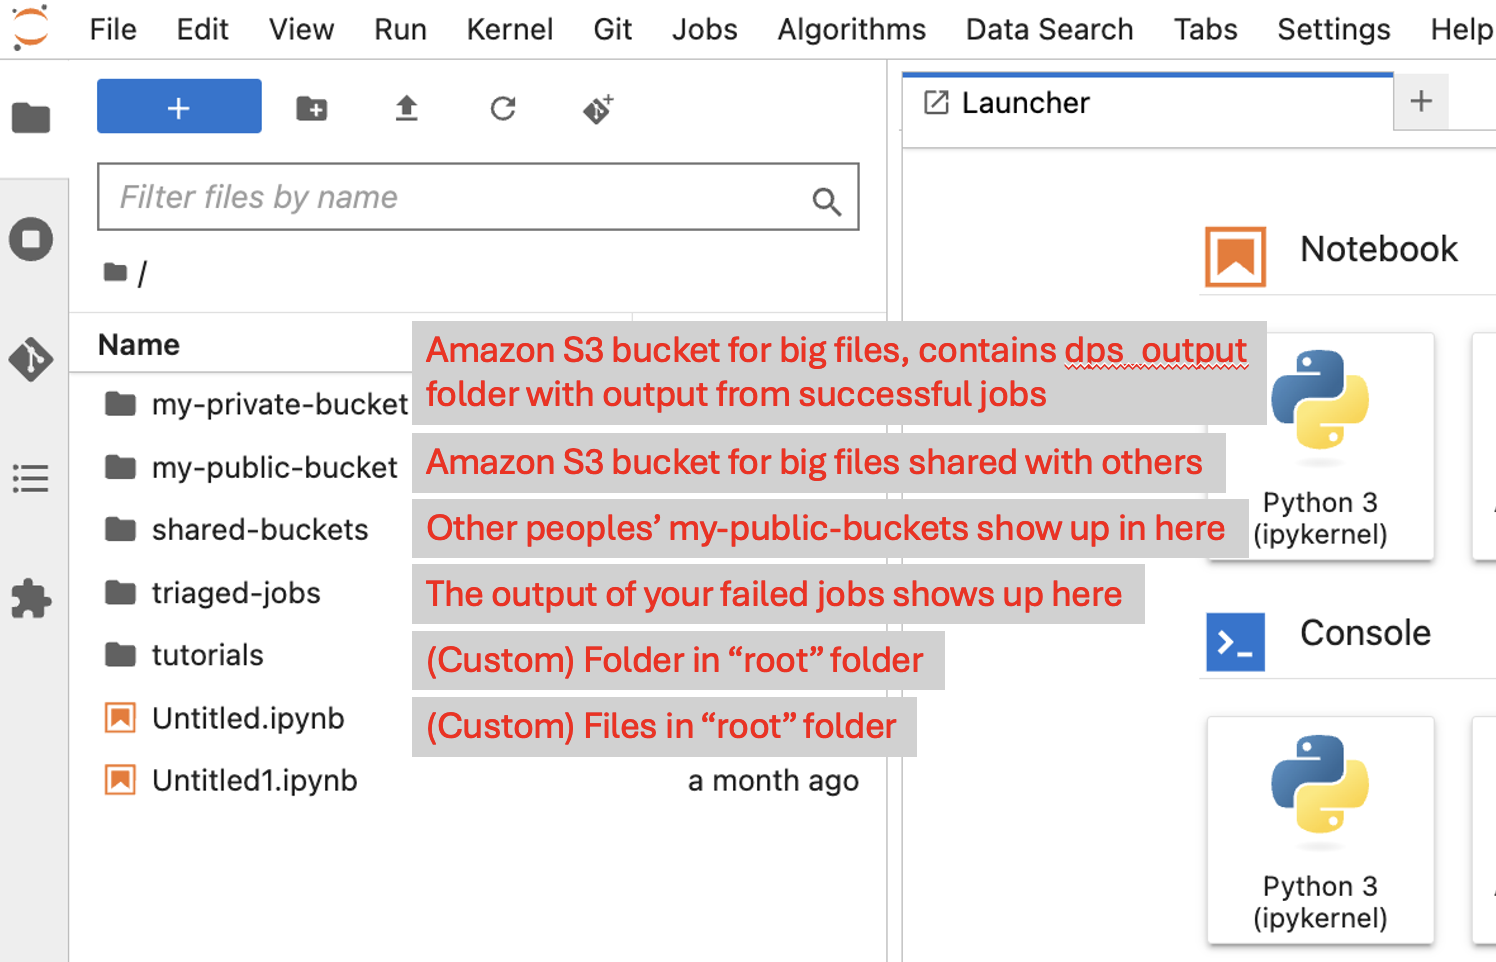 File Edit View Run Kernel Git Jobs Algorithms Data Search Tabs Settings Help
+
Launcher
+
Filter files by name
/
Name
my-private-bucket
Amazon S3 bucket for big files, contains dps_output
folder with output from successful jobs
my-public-bucket
Amazon S3 bucket for big files shared with others
shared-buckets
Other peoples’ my-public-buckets show up in here
triaged-jobs
The output of your failed jobs shows up here
tutorials
(Custom) Folder in “root” folder
Untitled.ipynb
(Custom) Files in “root” folder
Untitled1.ipynb
a month ago
Notebook
Python 3
(ipykernel)
Console
Python 3
(ipykernel)